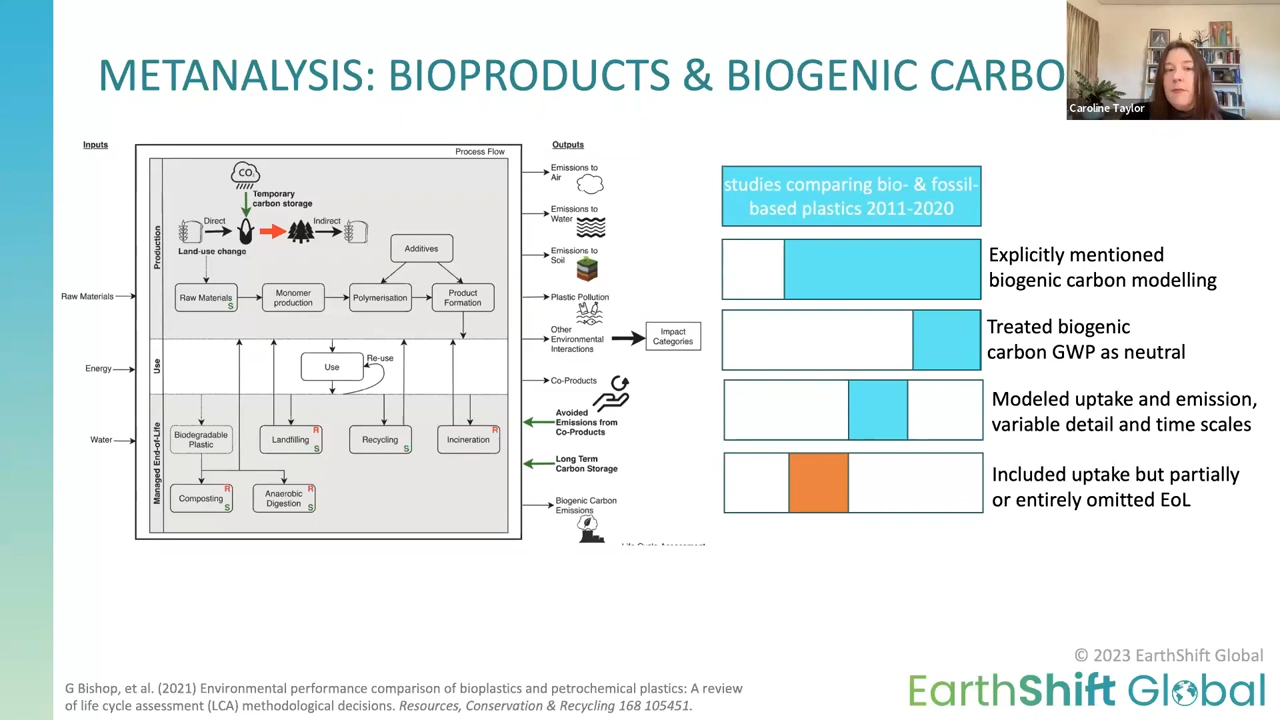 METANALYSIS: BIOPRODUCTS & BIOGENIC CARBO
Caroline Taylor
Inputs
Process Flow
Outputs
Production
CO₂
Temporary
carbon storage
Direct
Indirect
Land-use change
Additives
Raw Materials
Raw Materials
S
Monomer
production
Polymerisation
Product
Formation
Energy
Use
Use
Re-use
Water
Managed End-of-Life
Biodegradable
Plastic
Landfilling
R
S
Recycling
S
Incineration
R
Composting
R
S
Anaerobic
Digestion
R
S
Emissions to
Air
Emissions to
Water
Emissions to
Soil
Plastic Pollution
Other
Environmental
Interactions
Impact
Categories
Co-Products
Avoided
Emissions from
Co-Products
Long Term
Carbon Storage
Biogenic Carbon
Emissions
studies comparing bio- & fossil-
based plastics 2011-2020
Explicitly mentioned
biogenic carbon modelling
Treated biogenic
carbon GWP as neutral
Modeled uptake and emission,
variable detail and time scales
Included uptake but partially
or entirely omitted EoL
© 2023 EarthShift Global
EarthShift Global
G Bishop, et al. (2021) Environmental performance comparison of bioplastics and petrochemical plastics: A review
of life cycle assessment (LCA) methodological decisions. Resources, Conservation & Recycling 168 105451.